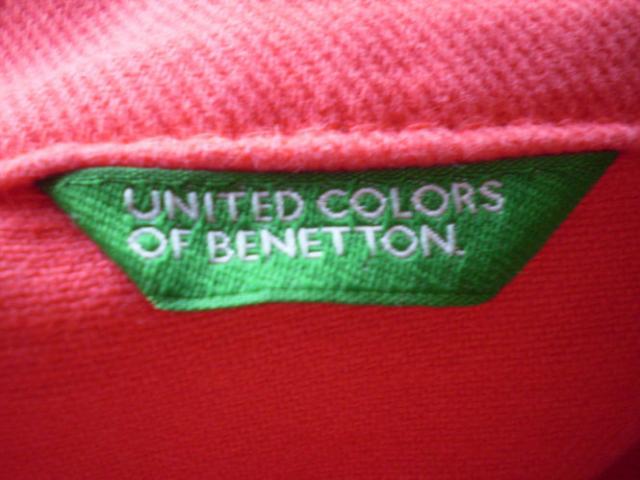 UNITED COLORS
OF BENETTON.